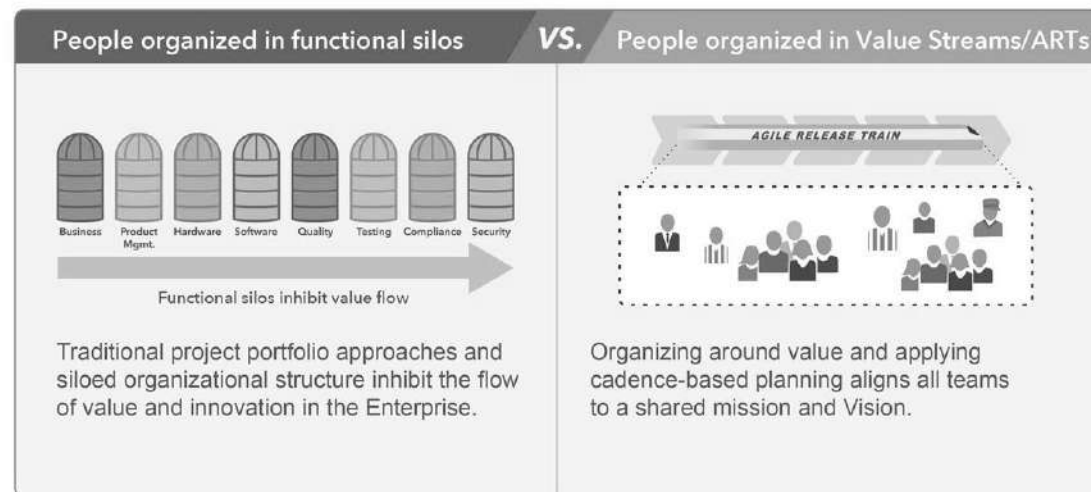 People organized in functional silos
VS.
People organized in Value Streams/ARTs
Business
Product
Mgmt.
Hardware
Software
Quality
Testing
Compliance
Security
Functional silos inhibit value flow
Traditional project portfolio approaches and
siloed organizational structure inhibit the flow
of value and innovation in the Enterprise.
AGILE RELEASE TRAIN
Organizing around value and applying
cadence-based planning aligns all teams
to a shared mission and Vision.